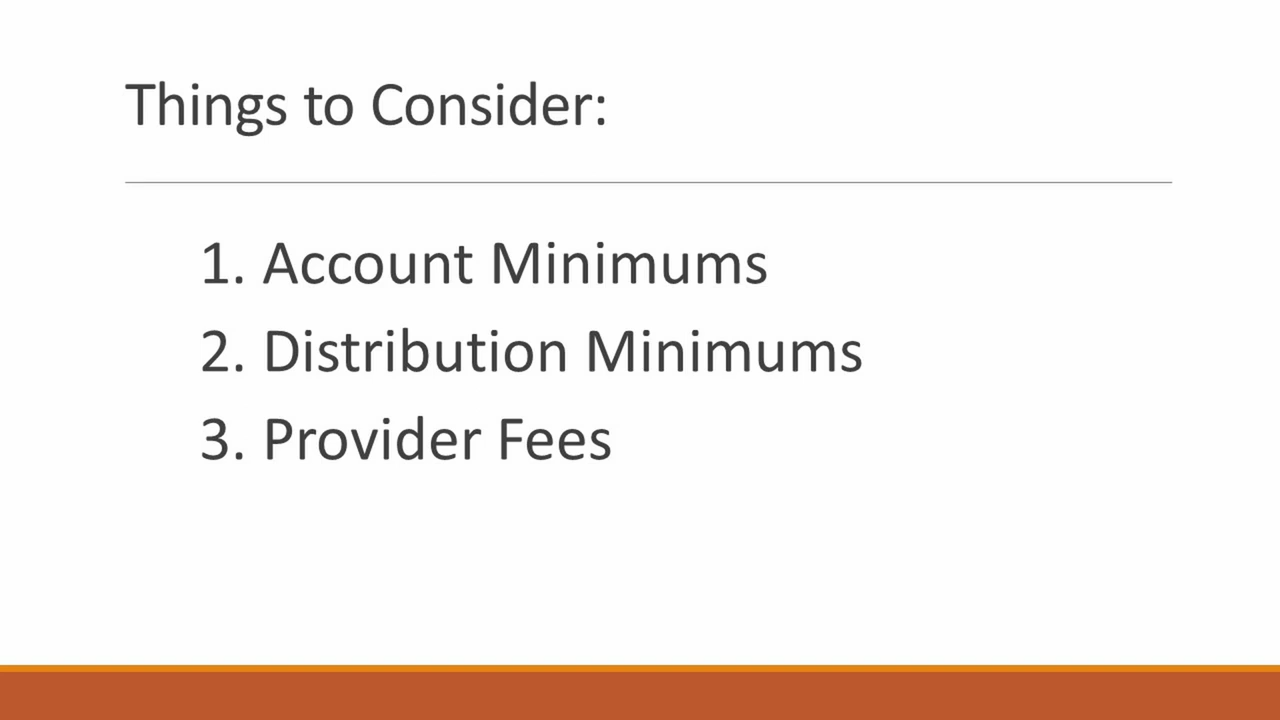 Things to Consider:
1. Account Minimums
2. Distribution Minimums
3. Provider Fees